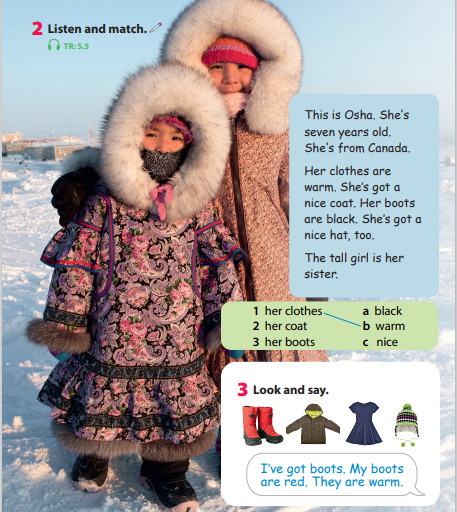 2 Listen and match.
TR: 5.5
This is Osha. She's
seven years old.
She's from Canada.
Her clothes are
warm. She's got a
nice coat. Her boots
are black. She's got a
nice hat, too.
The tall girl is her
sister.
1 her clothes a black
2 her coat b warm
3 her boots c nice
3 Look and say.
I've got boots. My boots
are red. They are warm.